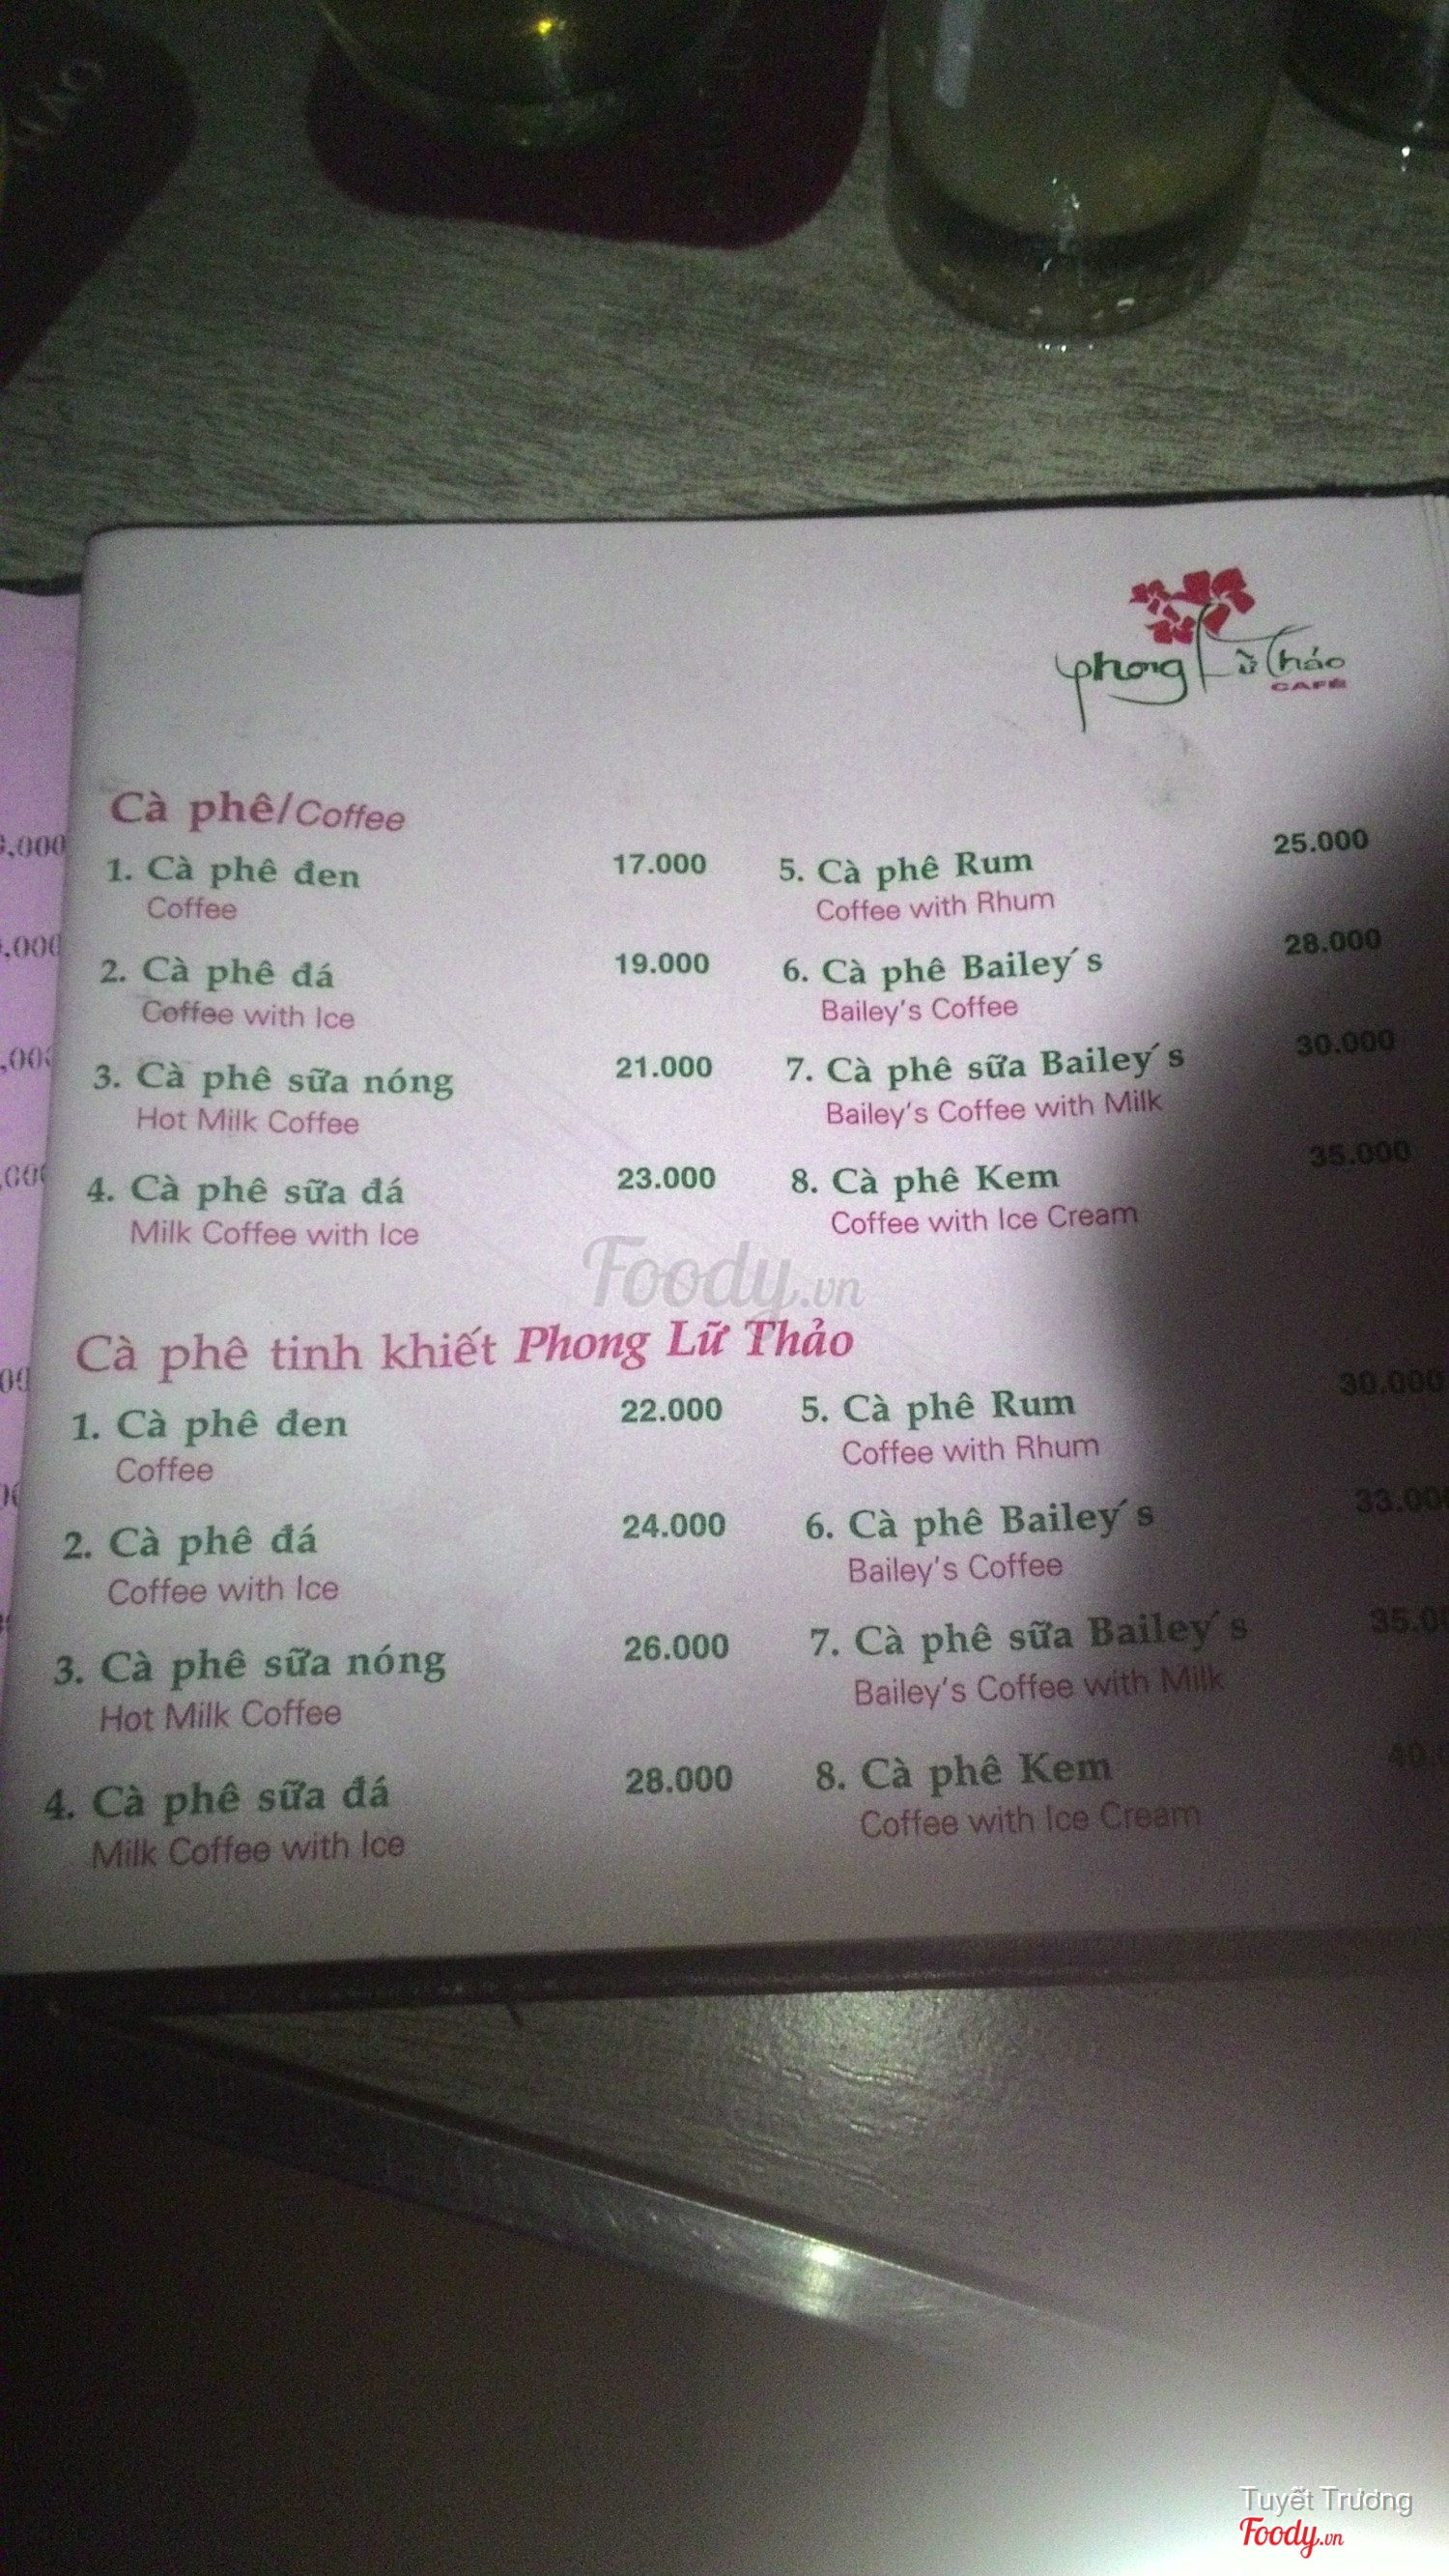 Phong Lữ Thảo
CAFÉ
Cà phê/Coffee
1. Cà phê đen 17.000
Coffee
2. Cà phê đá 19.000
Coffee with Ice
3. Cà phê sữa nóng 21.000
Hot Milk Coffee
4. Cà phê sữa đá 23.000
Milk Coffee with Ice
5. Cà phê Rum 25.000
Coffee with Rhum
6. Cà phê Bailey´s 28.000
Bailey's Coffee
7. Cà phê sữa Bailey´s 30.000
Bailey's Coffee with Milk
8. Cà phê Kem 35.000
Coffee with Ice Cream
Foody.vn
Cà phê tinh khiết Phong Lữ Thảo
1. Cà phê đen 22.000
Coffee
2. Cà phê đá 24.000
Coffee with Ice
3. Cà phê sữa nóng 26.000
Hot Milk Coffee
4. Cà phê sữa đá 28.000
Milk Coffee with Ice
5. Cà phê Rum 30.000
Coffee with Rhum
6. Cà phê Bailey´s 33.00
Bailey's Coffee
7. Cà phê sữa Bailey´s 35.0
Bailey's Coffee with Milk
8. Cà phê Kem 40.
Coffee with Ice Cream
Tuyết Trương
Foody.vn